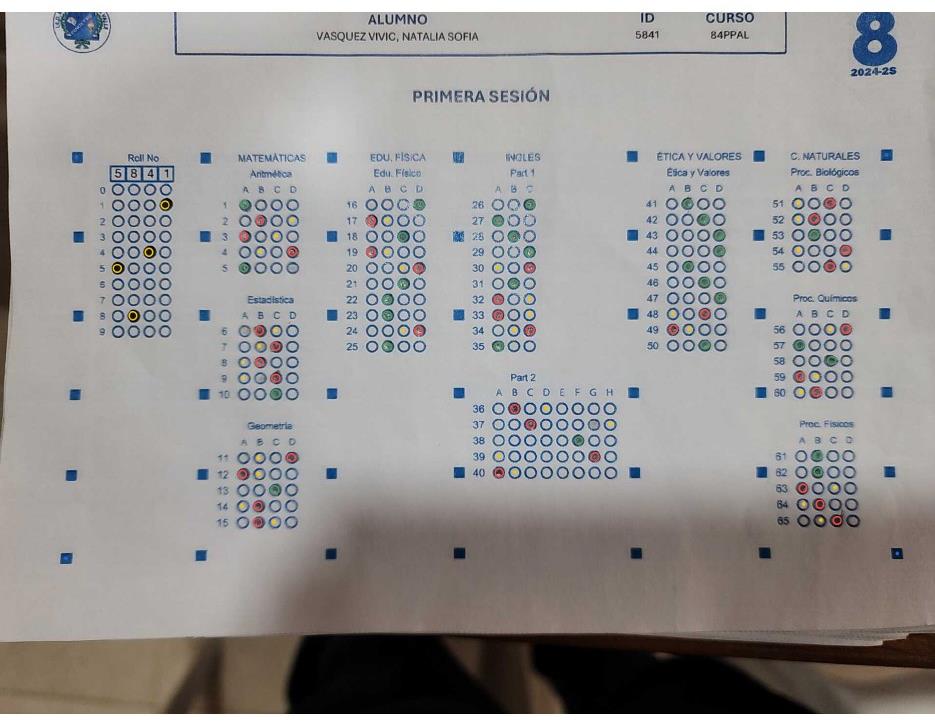 ALUMNO ID CURSO
VASQUEZ VIVIC, NATALIA SOFIA 5841 84PPAL
8
2024-2S
PRIMERA SESIÓN
Roll No
5 8 4 1
0
1
2
3
4
5
6
7
8
9
MATEMÁTICAS
Aritmética
A B C D
1
2
3
4
5
Estadística
A B C D
6
7
8
9
10
Geometría
A B C D
11
12
13
14
15
EDU. FÍSICA
Edu. Físico
A B C D
16
17
18
19
20
21
22
23
24
25
INGLES
Part 1
A B C
26
27
28
29
30
31
32
33
34
35
Part 2
A B C D E F G H
36
37
38
39
40
ÉTICA Y VALORES
Ética y Valores
A B C D
41
42
43
44
45
46
47
48
49
50
C. NATURALES
Proc. Biológicos
A B C D
51
52
53
54
55
Proc. Químicos
A B C D
56
57
58
59
60
Proc. Físicos
A B C D
61
62
63
64
65